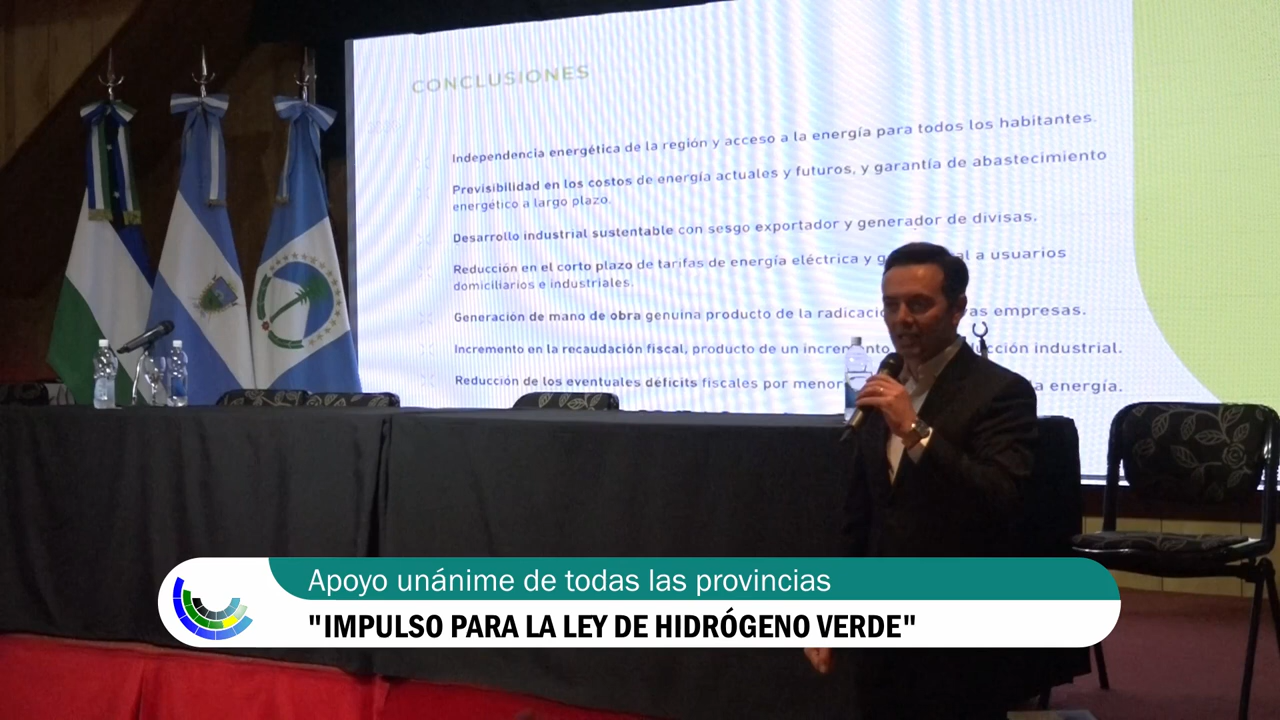 CONCLUSIONES
Independencia energética de la región y acceso a la energía para todos los habitantes.
Previsibilidad en los costos de energía actuales y futuros, y garantía de abastecimiento
energético a largo plazo.
Desarrollo industrial sustentable con sesgo exportador y generador de divisas.
Reducción en el corto plazo de tarifas de energía eléctrica y a usuarios
domiciliarios e industriales.
Generación de mano de obra genuina producto de la empresas.
Incremento en la recaudación fiscal, producto de un industrial.
Reducción de los eventuales déficits fiscales por menor la energía.
Apoyo unánime de todas las provincias
"IMPULSO PARA LA LEY DE HIDRÓGENO VERDE"